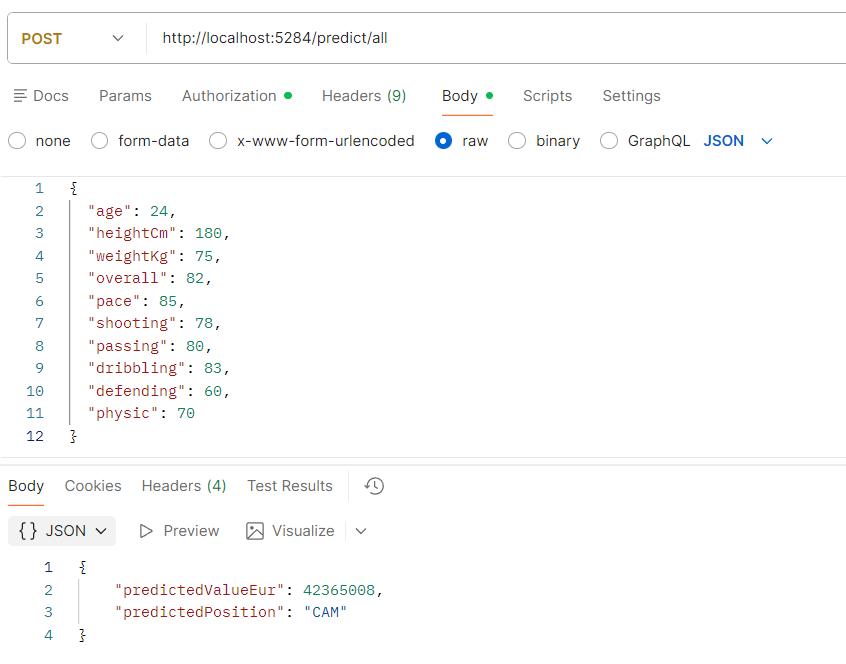 POST http://localhost:5284/predict/all
Docs Params Authorization Headers (9) Body Scripts Settings
none form-data x-www-form-urlencoded raw binary GraphQL JSON
1 {
2 "age": 24,
3 "heightCm": 180,
4 "weightKg": 75,
5 "overall": 82,
6 "pace": 85,
7 "shooting": 78,
8 "passing": 80,
9 "dribbling": 83,
10 "defending": 60,
11 "physic": 70
12 }
Body Cookies Headers (4) Test Results
{} JSON Preview Visualize
1 {
2 "predictedValueEur": 42365008,
3 "predictedPosition": "CAM"
4 }